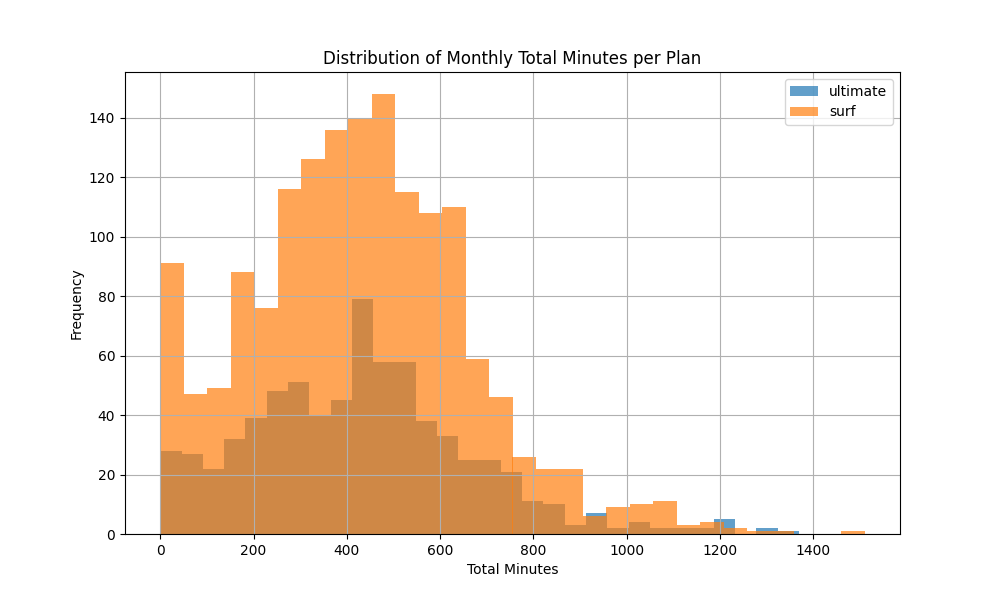 Distribution of Monthly Total Minutes per Plan
ultimate
surf
Frequency
140
120
100
80
60
40
20
0
0 200 400 600 800 1000 1200 1400
Total Minutes